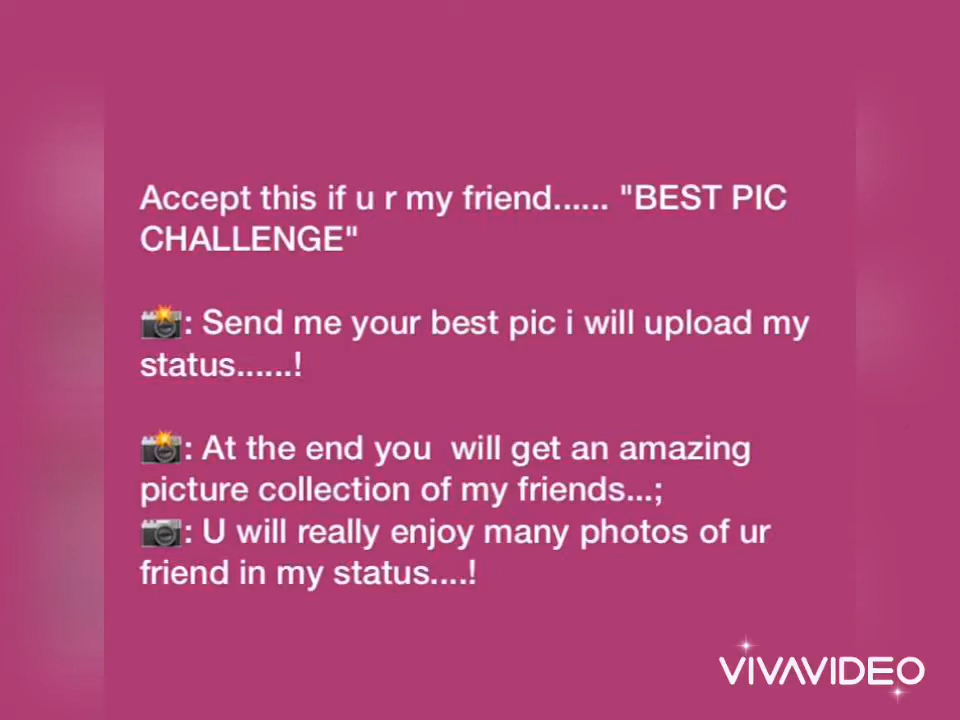 Accept this if u r my friend...... "BEST PIC
CHALLENGE"
📸: Send me your best pic i will upload my
status......!
📸: At the end you  will get an amazing
picture collection of my friends...;
📷: U will really enjoy many photos of ur
friend in my status....!
VIVAVIDEO